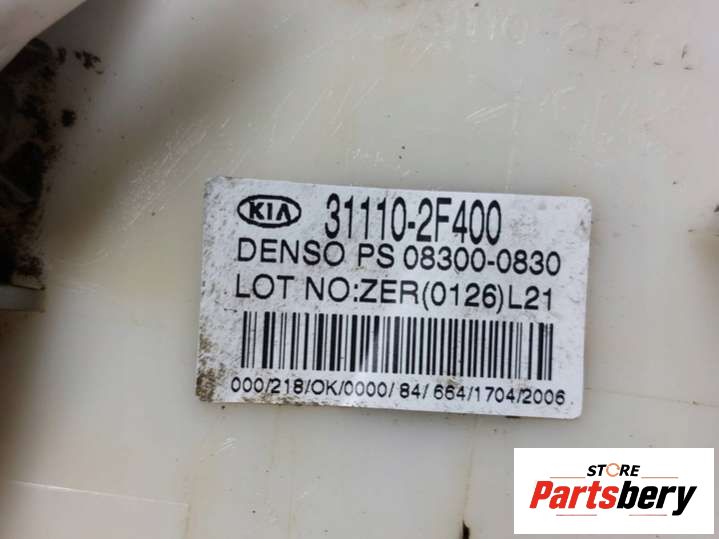 KIA 31110-2F400
DENSO PS 08300-0830
LOT NO:ZER(0126)L21
000/218/OK/0000/ 84/ 664/1704/2006
STORE
Partsbery